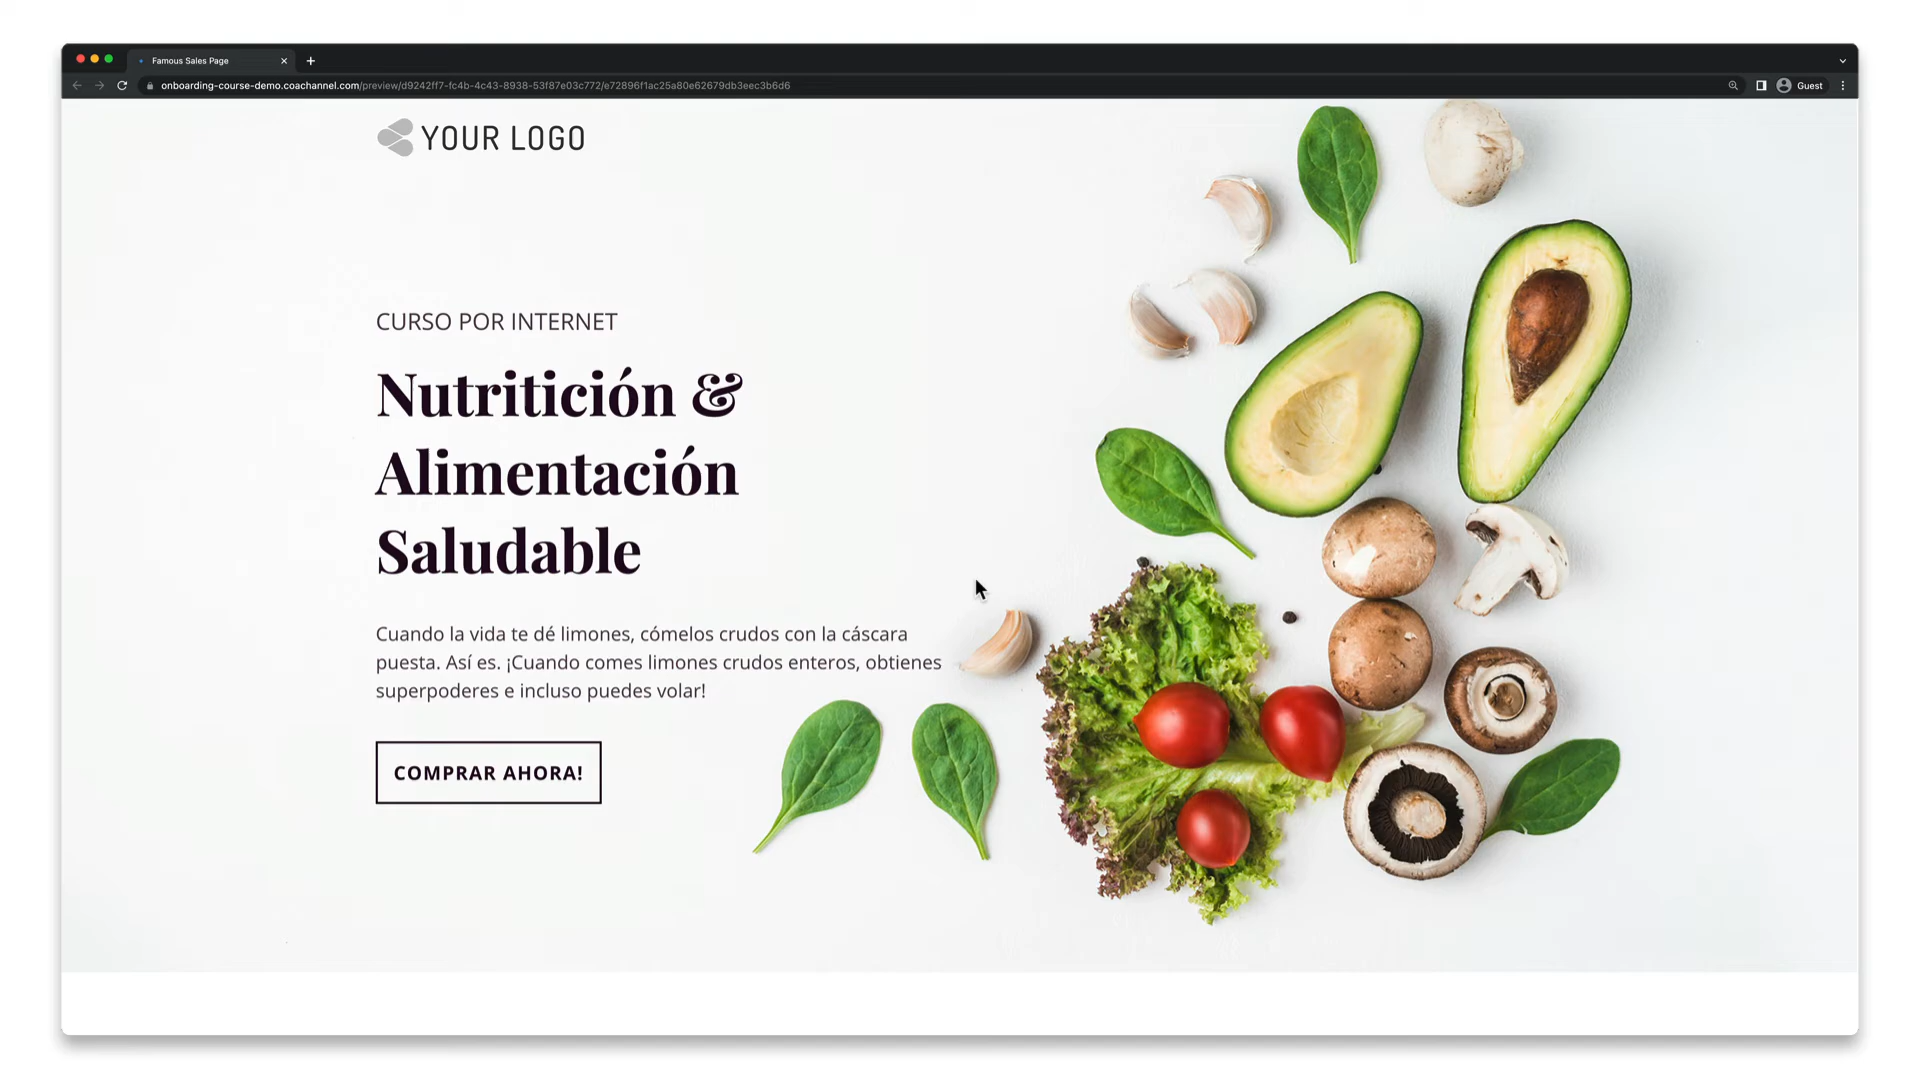 Famous Sales Page
onboarding-course-demo.coachannel.com/preview/d9242ff7-fc4b-4c43-8938-53f87e03c772/e72896f1ac25a80e62679db3eec3b6d6
Guest
YOUR LOGO
CURSO POR INTERNET
Nutritición &
Alimentación
Saludable
Cuando la vida te dé limones, cómelos crudos con la cáscara
puesta. Así es. ¡Cuando comes limones crudos enteros, obtienes
superpoderes e incluso puedes volar!
COMPRAR AHORA!